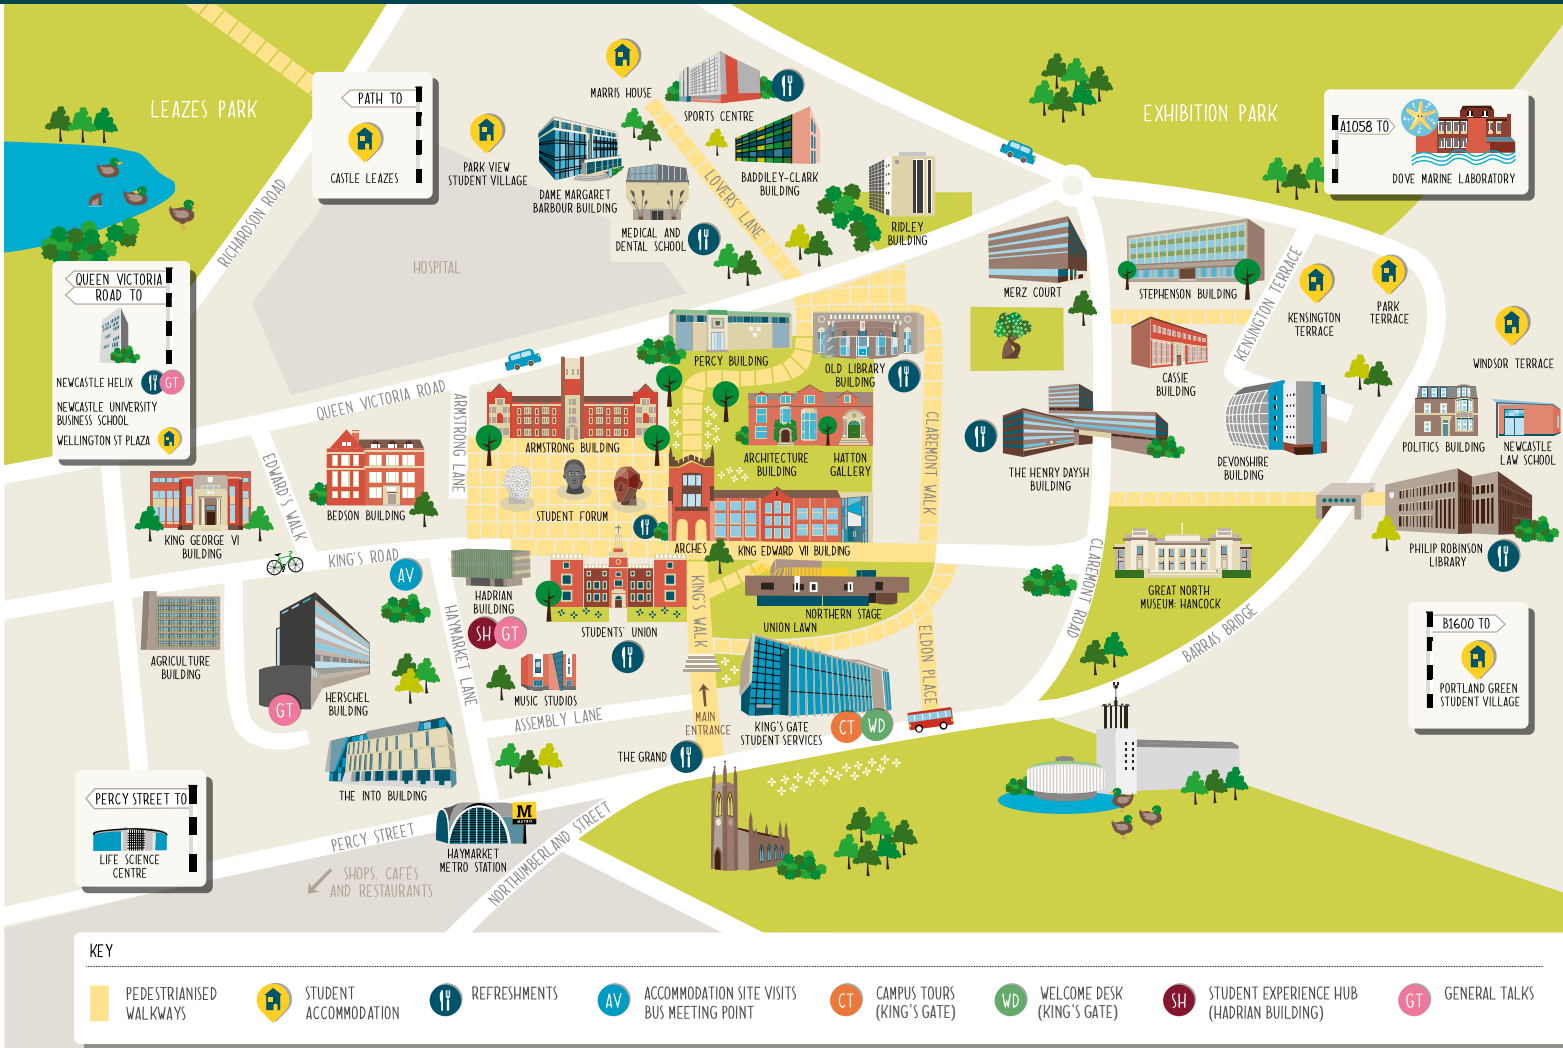 LEAZES PARK
PATH TO
CASTLE LEAZES
RICHARDSON ROAD
QUEEN VICTORIA
ROAD TO
NEWCASTLE HELIX
GT
NEWCASTLE UNIVERSITY
BUSINESS SCHOOL
WELLINGTON ST PLAZA
HOSPITAL
PARK VIEW
STUDENT VILLAGE
MARRIS HOUSE
SPORTS CENTRE
DAME MARGARET
BARBOUR BUILDING
BADDILEY-CLARK
BUILDING
MEDICAL AND
DENTAL SCHOOL
LOVERS' LANE
RIDLEY
BUILDING
EXHIBITION PARK
A1058 TO
DOVE MARINE LABORATORY
MERZ COURT
STEPHENSON BUILDING
KENSINGTON TERRACE
KENSINGTON
TERRACE
PARK
TERRACE
WINDSOR TERRACE
CASSIE
BUILDING
PERCY BUILDING
OLD LIBRARY
BUILDING
QUEEN VICTORIA ROAD
ARMSTRONG LANE
ARMSTRONG BUILDING
ARCHITECTURE
BUILDING
HATTON
GALLERY
CLAREMONT WALK
THE HENRY DAYSH
BUILDING
DEVONSHIRE
BUILDING
POLITICS BUILDING
NEWCASTLE
LAW SCHOOL
EDWARD'S WALK
BEDSON BUILDING
STUDENT FORUM
KING GEORGE VI
BUILDING
ARCHES
KING EDWARD VII BUILDING
PHILIP ROBINSON
LIBRARY
KING'S ROAD
AV
HADRIAN
BUILDING
SH
GT
KING'S WALK
NORTHERN STAGE
UNION LAWN
STUDENTS' UNION
CLAREMONT ROAD
GREAT NORTH
MUSEUM: HANCOCK
BARRAS BRIDGE
B1600 TO
PORTLAND GREEN
STUDENT VILLAGE
AGRICULTURE
BUILDING
HAYMARKET LANE
ELDON PLACE
HERSCHEL
BUILDING
GT
MUSIC STUDIOS
ASSEMBLY LANE
MAIN
ENTRANCE
KING'S GATE
STUDENT SERVICES
CT
WD
THE GRAND
THE INTO BUILDING
PERCY STREET TO
LIFE SCIENCE
CENTRE
PERCY STREET
M
METRO
HAYMARKET
METRO STATION
NORTHUMBERLAND STREET
SHOPS, CAFÉS
AND RESTAURANTS
KEY
PEDESTRIANISED
WALKWAYS
STUDENT
ACCOMMODATION
REFRESHMENTS
AV
ACCOMMODATION SITE VISITS
BUS MEETING POINT
CT
CAMPUS TOURS
(KING'S GATE)
WD
WELCOME DESK
(KING'S GATE)
SH
STUDENT EXPERIENCE HUB
(HADRIAN BUILDING)
GT
GENERAL TALKS